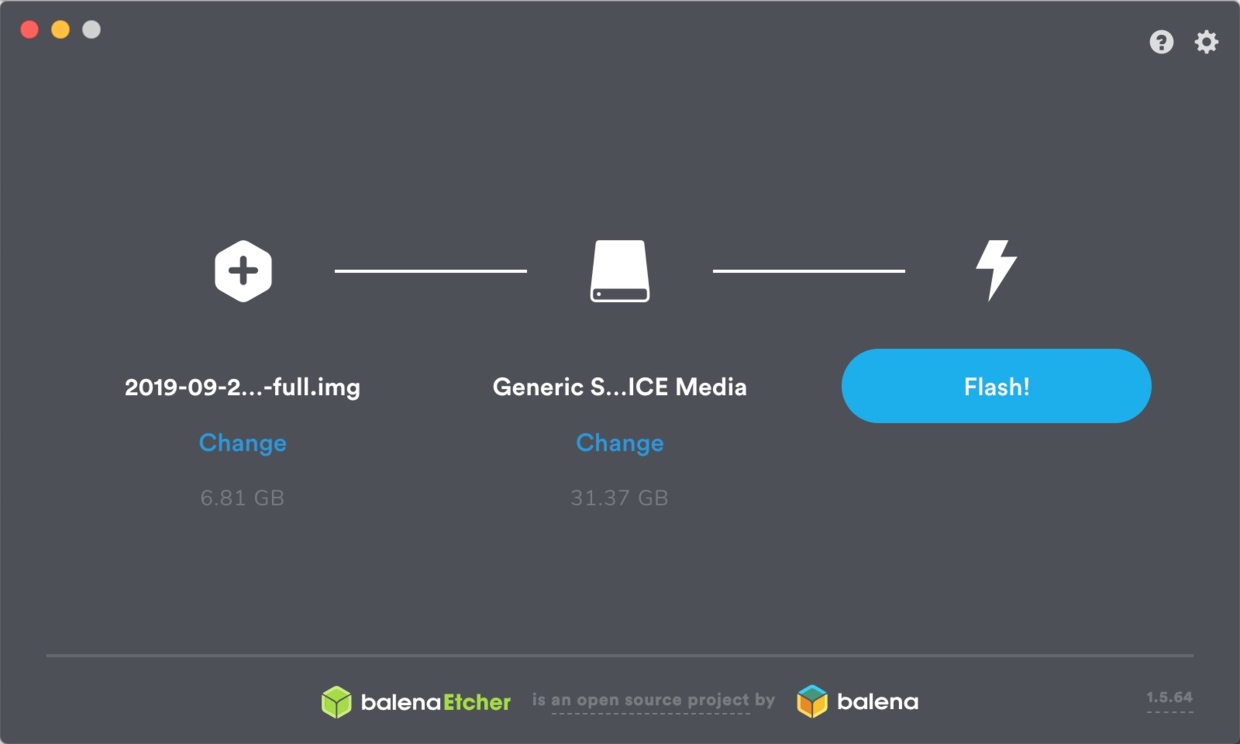 2019-09-2...-full.img
Generic S...ICE Media
Flash!
Change
Change
6.81 GB
31.37 GB
balenaEtcher is an open source project by balena
1.5.64